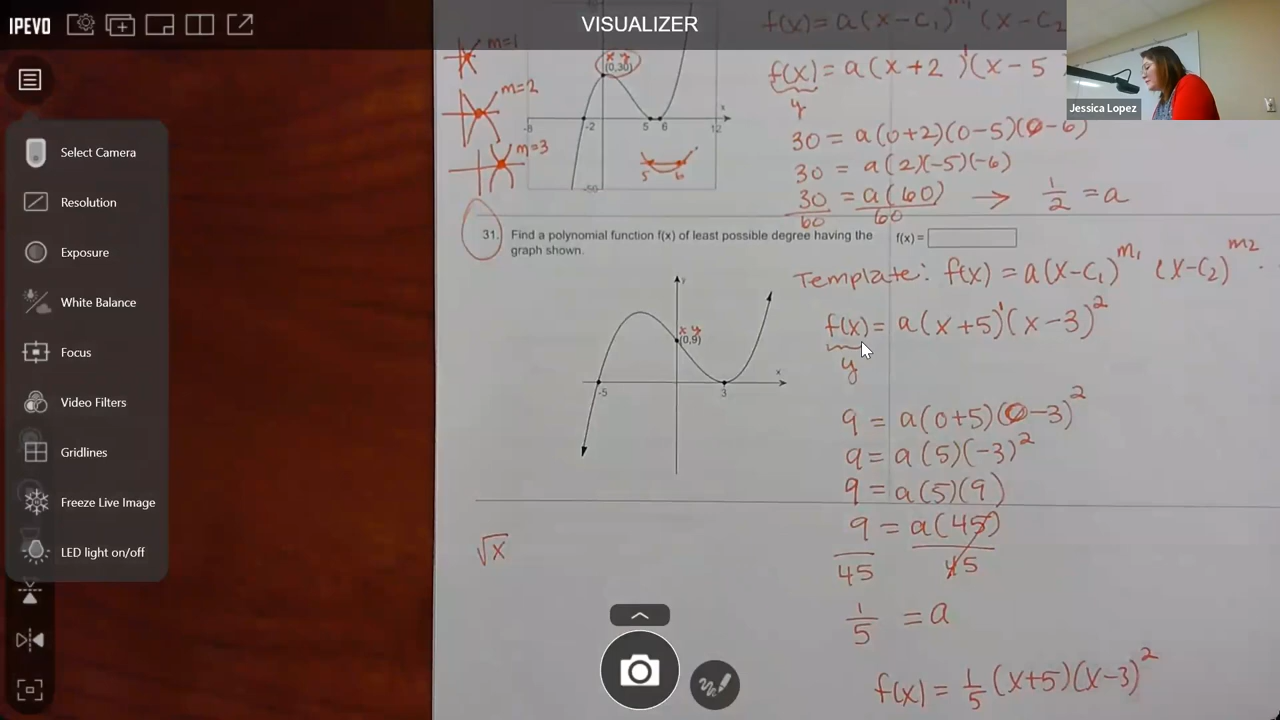 IPEVO
VISUALIZER
Select Camera
Resolution
Exposure
White Balance
Focus
Video Filters
Gridlines
Freeze Live Image
LED light on/off
Jessica Lopez
m=1
m=2
m=3
x y
(0,30)
x
-8 -2 5 6 12
-50
5 6
f(x) = a(x-c₁)^m₁ (x-c₂
f(x) = a(x+2)¹(x-5
y
30 = a(0+2)(0-5)(0-6)
30 = a(2)(-5)(-6)
30 = a(60) → 1/2 = a
60 60
31. Find a polynomial function f(x) of least possible degree having the
graph shown.
f(x) =
y
x y
(0,9)
x
-5 3
Template: f(x) = a(x-c₁)^m₁ (x-c₂)^m2 .
f(x) = a(x+5)¹(x-3)²
y
9 = a(0+5)(0-3)²
9 = a(5)(-3)²
9 = a(5)(9)
9 = a(45)
45 45
1/5 = a
f(x) = 1/5 (x+5)(x-3)²
√x